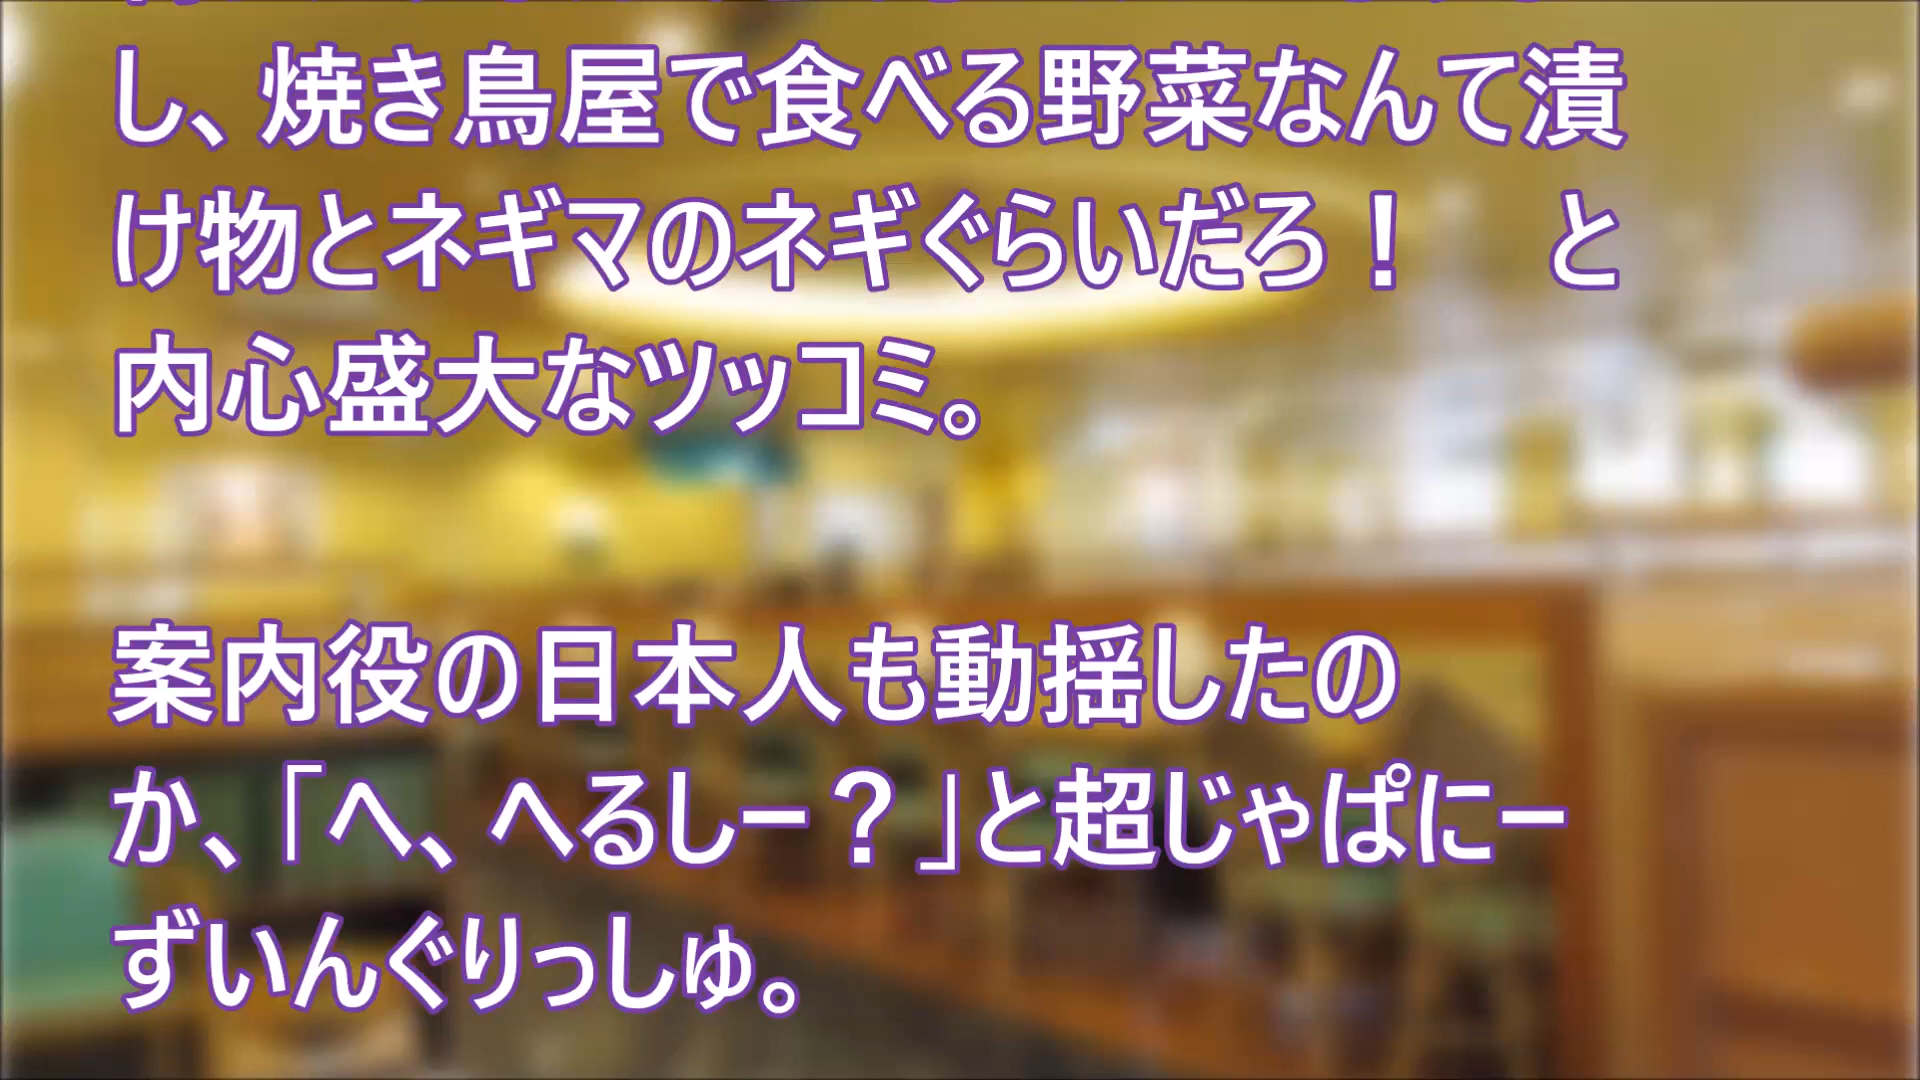 し、焼き鳥屋で食べる野菜なんて漬
け物とネギマのネギぐらいだろ！　と
内心盛大なツッコミ。
案内役の日本人も動揺したの
か、「へ、へるしー？」と超じゃぱにー
ずいんぐりっしゅ。